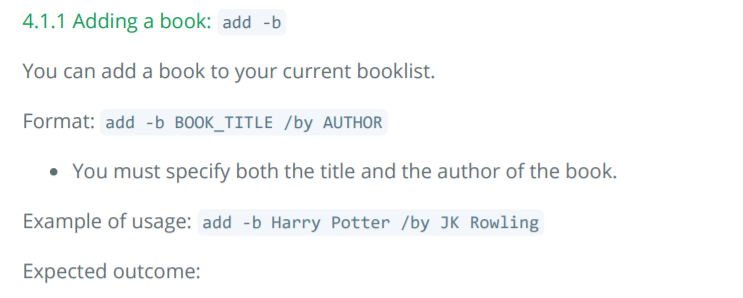 4.1.1 Adding a book: add -b
You can add a book to your current booklist.
Format: add -b BOOK_TITLE /by AUTHOR
• You must specify both the title and the author of the book.
Example of usage: add -b Harry Potter /by JK Rowling
Expected outcome: